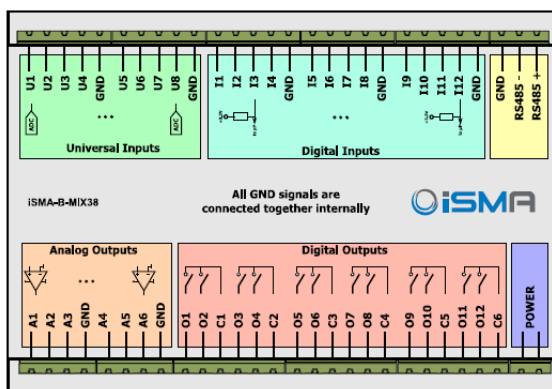 U1 U2 U3 U4 GND U5 U6 U7 U8 GND I1 I2 I3 I4 GND I5 I6 I7 I8 GND I9 I10 I11 I12 GND GND RS485 - RS485 +
ADC ... ADC ...
Universal Inputs
Digital Inputs
iSMA-B-MIX38
All GND signals are
connected together internally
iSMA
Analog Outputs
Digital Outputs
...
A1 A2 A3 GND A4 A5 A6 GND O1 O2 C1 O3 O4 C2 O5 O6 C3 O7 O8 C4 O9 O10 C5 O11 O12 C6 POWER